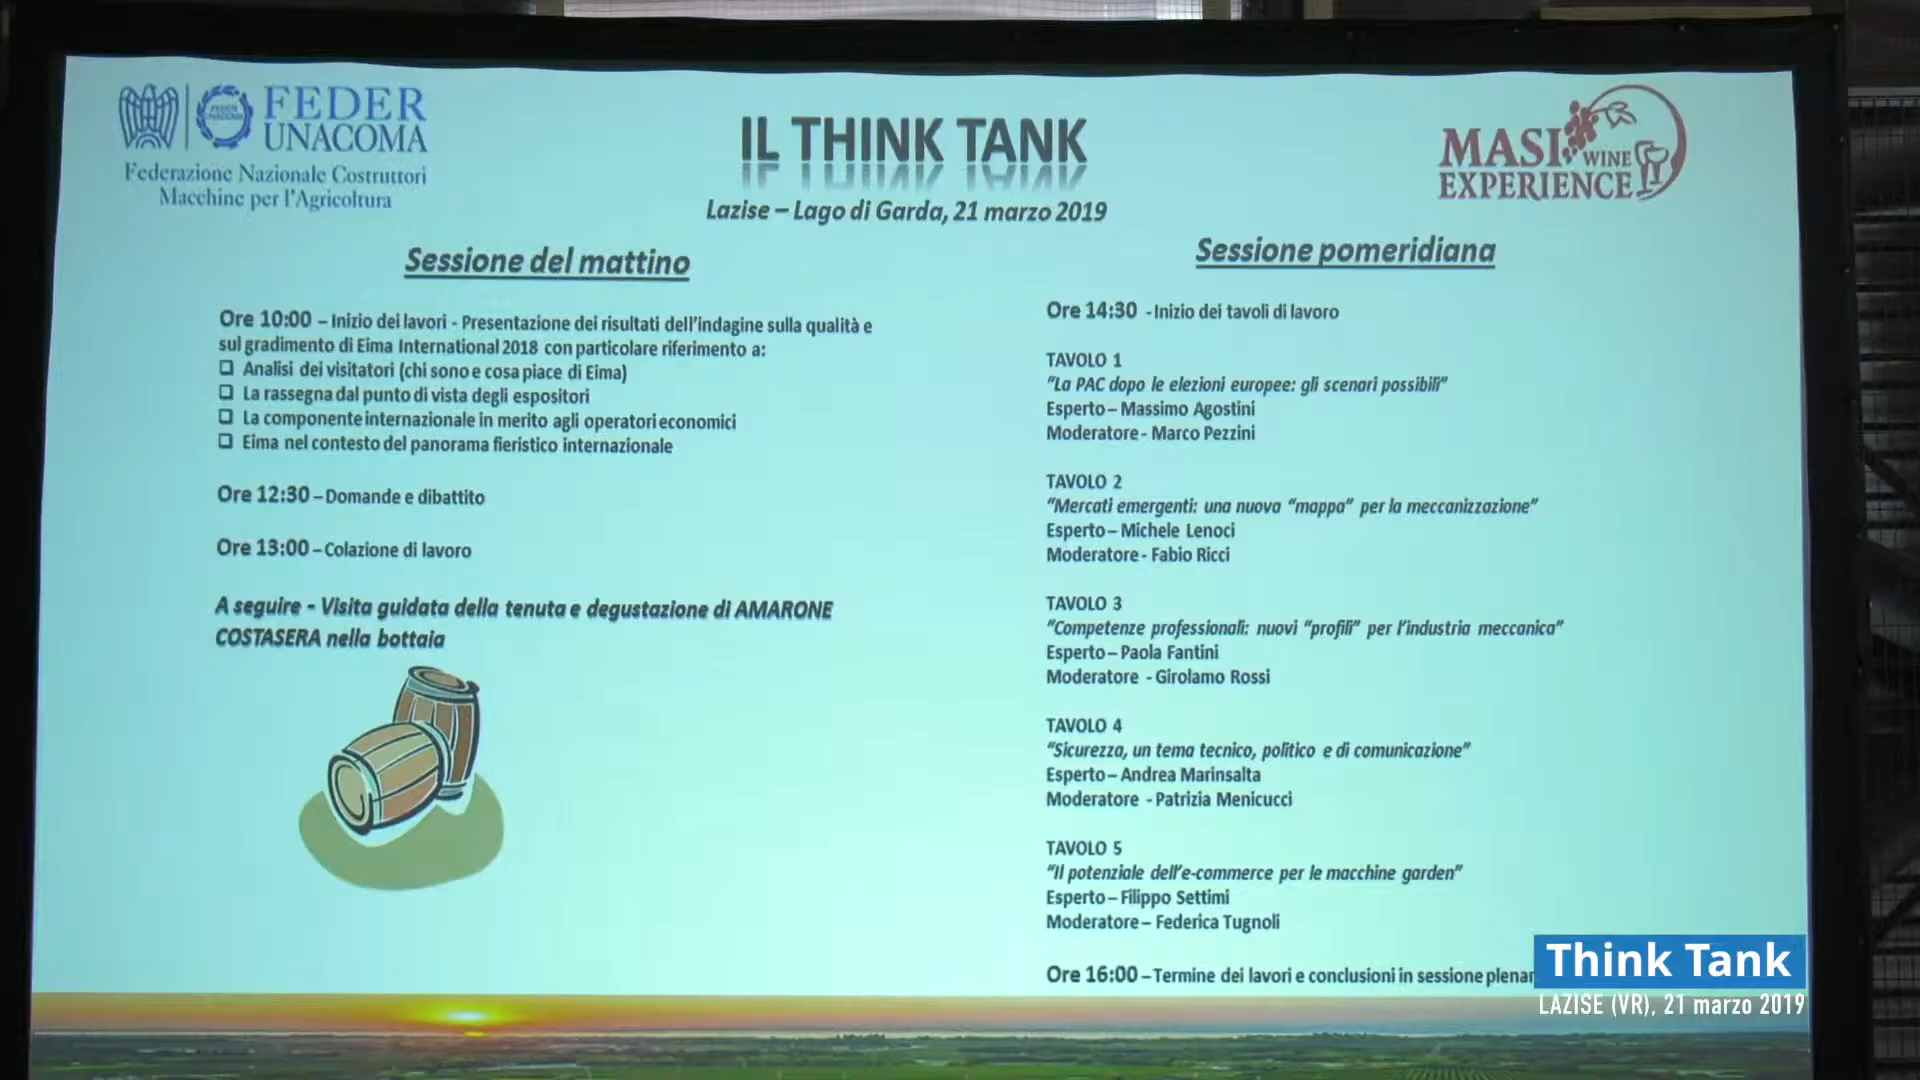 FEDER
UNACOMA
Federazione Nazionale Costruttori
Macchine per l'Agricoltura
IL THINK TANK
Lazise – Lago di Garda, 21 marzo 2019
MASI WINE
EXPERIENCE
Sessione del mattino
Ore 10:00 – Inizio dei lavori - Presentazione dei risultati dell'indagine sulla qualità e
sul gradimento di Eima International 2018 con particolare riferimento a:
❑ Analisi dei visitatori (chi sono e cosa piace di Eima)
❑ La rassegna dal punto di vista degli espositori
❑ La componente internazionale in merito agli operatori economici
❑ Eima nel contesto del panorama fieristico internazionale
Ore 12:30 – Domande e dibattito
Ore 13:00 – Colazione di lavoro
A seguire - Visita guidata della tenuta e degustazione di AMARONE
COSTASERA nella bottaia
Sessione pomeridiana
Ore 14:30 - Inizio dei tavoli di lavoro
TAVOLO 1
"La PAC dopo le elezioni europee: gli scenari possibili"
Esperto – Massimo Agostini
Moderatore - Marco Pezzini
TAVOLO 2
"Mercati emergenti: una nuova "mappa" per la meccanizzazione"
Esperto – Michele Lenoci
Moderatore - Fabio Ricci
TAVOLO 3
"Competenze professionali: nuovi "profili" per l'industria meccanica"
Esperto – Paola Fantini
Moderatore - Girolamo Rossi
TAVOLO 4
"Sicurezza, un tema tecnico, politico e di comunicazione"
Esperto – Andrea Marinsalta
Moderatore - Patrizia Menicucci
TAVOLO 5
"Il potenziale dell'e-commerce per le macchine garden"
Esperto – Filippo Settimi
Moderatore – Federica Tugnoli
Ore 16:00 – Termine dei lavori e conclusioni in sessione plenar
Think Tank
LAZISE (VR), 21 marzo 2019